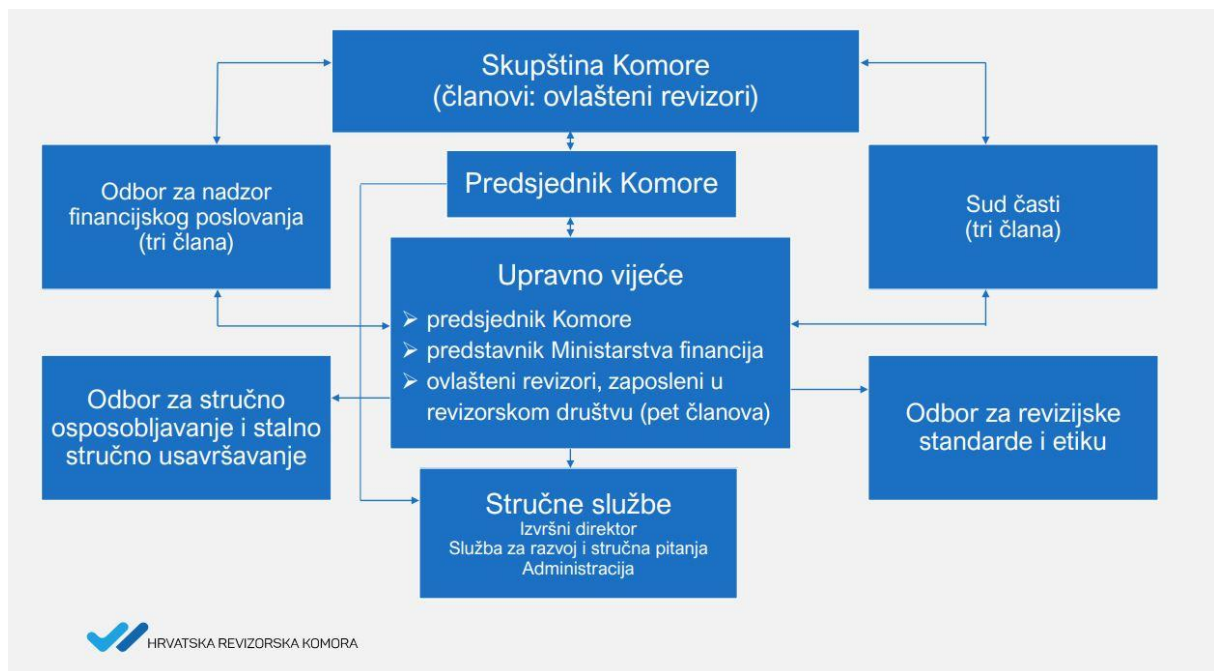 Skupština Komore
(članovi: ovlašteni revizori)
Odbor za nadzor
financijskog poslovanja
(tri člana)
Predsjednik Komore
Sud časti
(tri člana)
Upravno vijeće
➢ predsjednik Komore
➢ predstavnik Ministarstva financija
➢ ovlašteni revizori, zaposleni u
revizorskom društvu (pet članova)
Odbor za stručno
osposobljavanje i stalno
stručno usavršavanje
Odbor za revizijske
standarde i etiku
Stručne službe
Izvršni direktor
Služba za razvoj i stručna pitanja
Administracija
HRVATSKA REVIZORSKA KOMORA